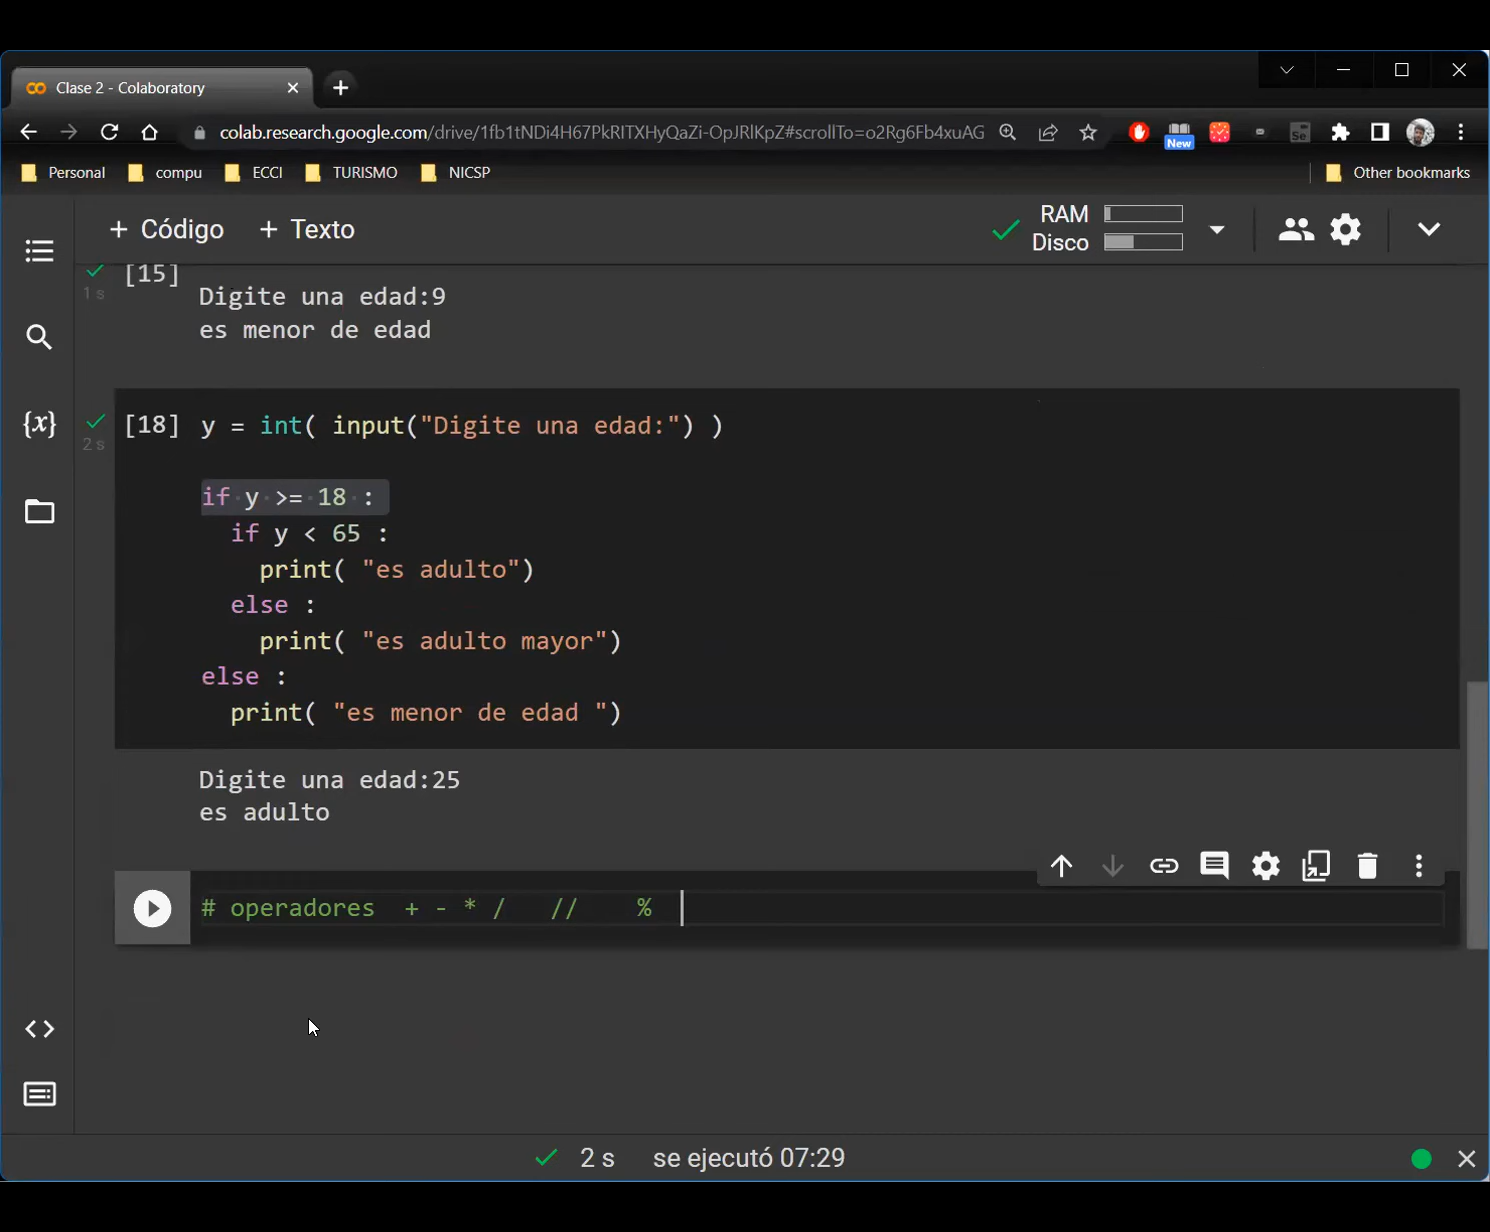 Clase 2 - Colaboratory
colab.research.google.com/drive/1fb1tNDi4H67PkRITXHyQaZi-OpJRlKpZ#scrollTo=o2Rg6Fb4xuAG
New
Se
Personal compu ECCI TURISMO NICSP Other bookmarks
+ Código + Texto
RAM
Disco
[15]
1 s
Digite una edad:9
es menor de edad
{x}
[18] y = int( input("Digite una edad:") )
2 s
if y >= 18 :
  if y < 65 :
    print( "es adulto")
  else :
    print( "es adulto mayor")
else :
  print( "es menor de edad ")
Digite una edad:25
es adulto
# operadores  + - * /   //    %
2 s se ejecutó 07:29